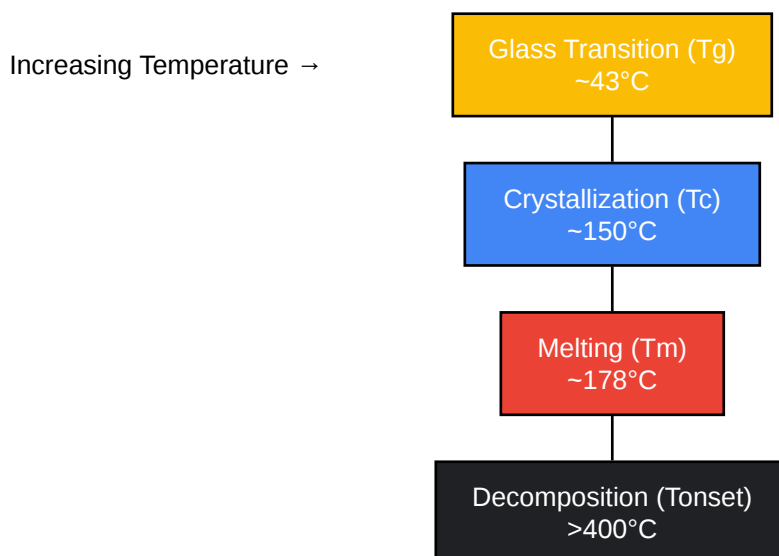 Increasing Temperature →
Glass Transition (Tg)
~43°C
Crystallization (Tc)
~150°C
Melting (Tm)
~178°C
Decomposition (Tonset)
>400°C